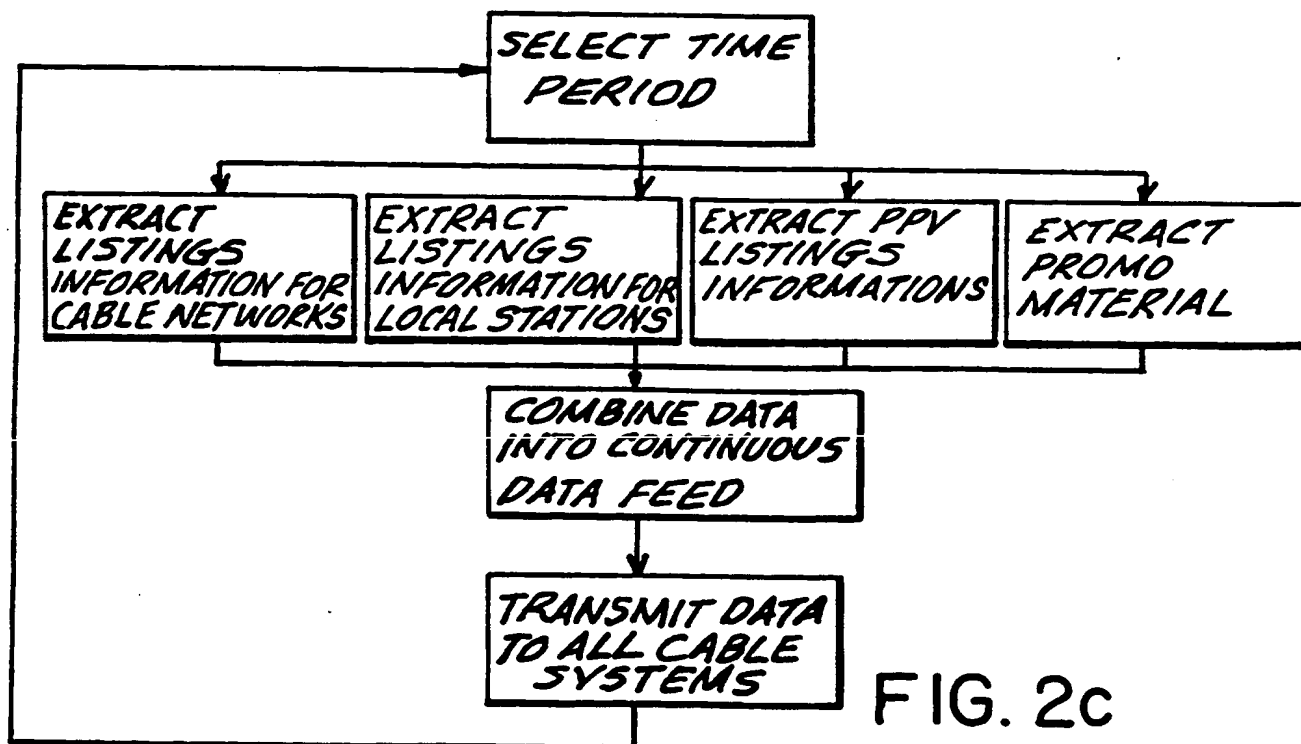 SELECT TIME
PERIOD
EXTRACT
LISTINGS
INFORMATION FOR
CABLE NETWORKS
EXTRACT
LISTINGS
INFORMATION FOR
LOCAL STATIONS
EXTRACT PPV
LISTINGS
INFORMATIONS
EXTRACT
PROMO
MATERIAL
COMBINE DATA
INTO CONTINUOUS
DATA FEED
TRANSMIT DATA
TO ALL CABLE
SYSTEMS
FIG. 2c